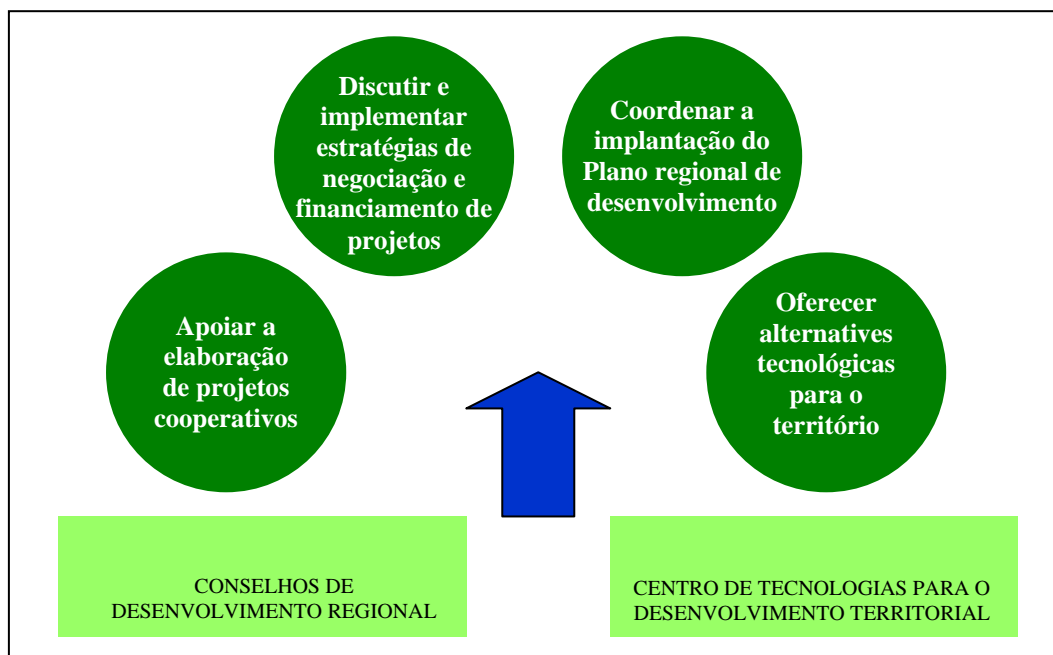 Discutir e
implementar
estratégias de
negociação e
financiamento de
projetos
Coordenar a
implantação do
Plano regional de
desenvolvimento
Apoiar a
elaboração
de projetos
cooperativos
Oferecer
alternatives
tecnológicas
para o
território
CONSELHOS DE
DESENVOLVIMENTO REGIONAL
CENTRO DE TECNOLOGIAS PARA O
DESENVOLVIMENTO TERRITORIAL